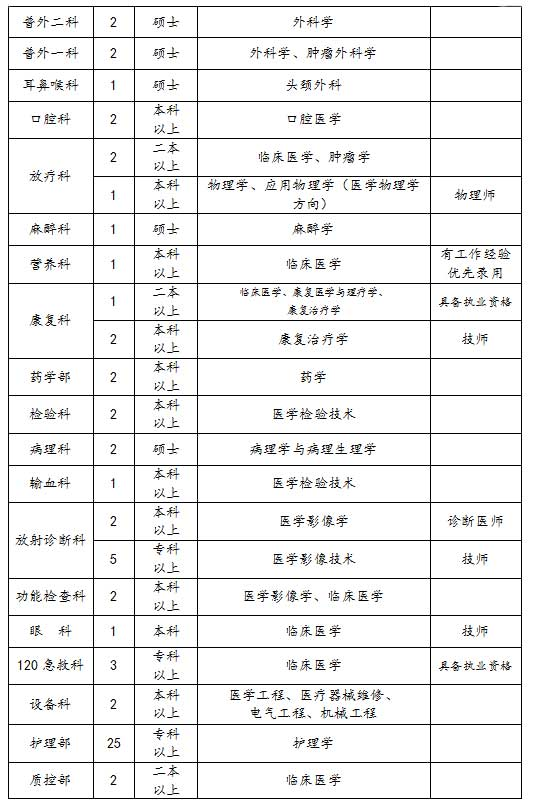 普外二科 2 硕士 外科学
普外一科 2 硕士 外科学、肿瘤外科学
耳鼻喉科 1 硕士 头颈外科
口腔科 2 本科以上 口腔医学
放疗科 2 二本以上 临床医学、肿瘤学
1 本科以上 物理学、应用物理学（医学物理学方向） 物理师
麻醉科 1 硕士 麻醉学
营养科 1 本科以上 临床医学 有工作经验优先录用
康复科 1 二本以上 临床医学、康复医学与理疗学、康复治疗学 具备执业资格
2 本科以上 康复治疗学 技师
药学部 2 本科以上 药学
检验科 2 本科以上 医学检验技术
病理科 2 硕士 病理学与病理生理学
输血科 1 本科以上 医学检验技术
放射诊断科 2 本科以上 医学影像学 诊断医师
5 专科以上 医学影像技术 技师
功能检查科 2 本科以上 医学影像学、临床医学
眼 科 1 本科 临床医学 技师
120急救科 3 专科以上 临床医学 具备执业资格
设备科 2 本科以上 医学工程、医疗器械维修、电气工程、机械工程
护理部 25 专科以上 护理学
质控部 2 二本以上 临床医学